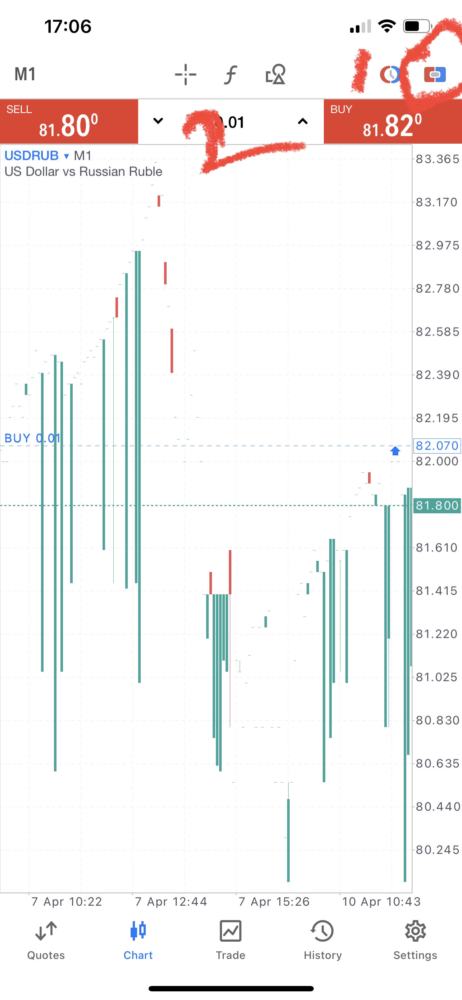 17:06
M1
1
SELL
81.80⁰
.01
BUY
81.82⁰
2
USDRUB ▾ M1
US Dollar vs Russian Ruble
83.365
83.170
82.975
82.780
82.585
82.390
82.195
BUY 0.01
82.070
82.000
81.800
81.610
81.415
81.220
81.025
80.830
80.635
80.440
80.245
7 Apr 10:22
7 Apr 12:44
7 Apr 15:26
10 Apr 10:43
Quotes
Chart
Trade
History
Settings